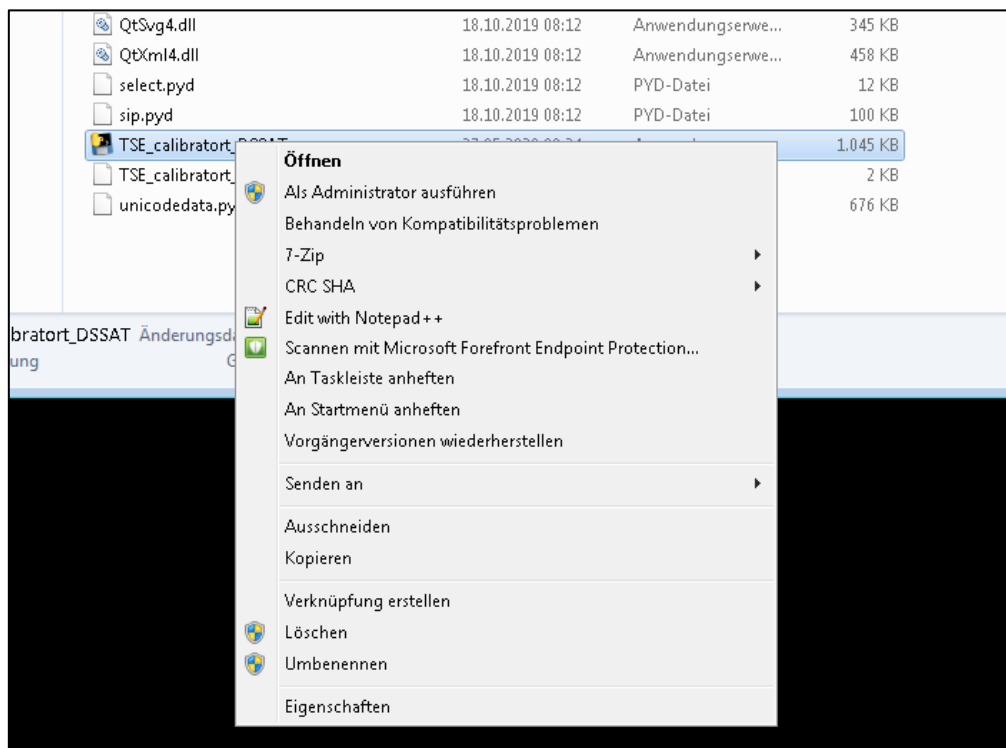 QtSvg4.dll 18.10.2019 08:12 Anwendungserwe... 345 KB
QtXml4.dll 18.10.2019 08:12 Anwendungserwe... 458 KB
select.pyd 18.10.2019 08:12 PYD-Datei 12 KB
sip.pyd 18.10.2019 08:12 PYD-Datei 100 KB
TSE_calibratort_DSSAT 1.045 KB
TSE_calibratort_ 2 KB
unicodedata.py 676 KB
Öffnen
Als Administrator ausführen
Behandeln von Kompatibilitätsproblemen
7-Zip
CRC SHA
Edit with Notepad++
Scannen mit Microsoft Forefront Endpoint Protection...
An Taskleiste anheften
An Startmenü anheften
Vorgängerversionen wiederherstellen
Senden an
Ausschneiden
Kopieren
Verknüpfung erstellen
Löschen
Umbenennen
Eigenschaften
bratort_DSSAT Änderungsda
ung G